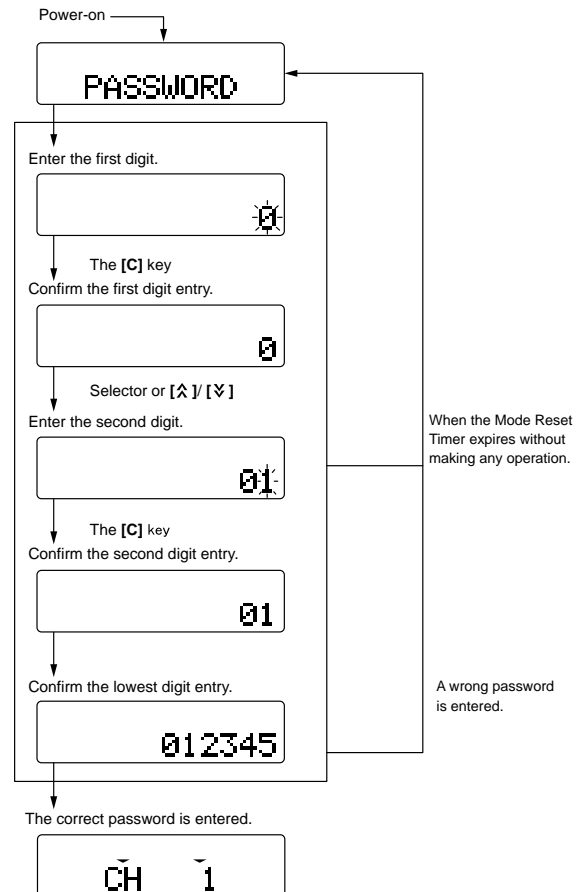 Power-on
PASSWORD
Enter the first digit.
0
The [C] key
Confirm the first digit entry.
0
Selector or [︽]/ [︾]
Enter the second digit.
01
The [C] key
Confirm the second digit entry.
01
Confirm the lowest digit entry.
012345
The correct password is entered.
CH 1
When the Mode Reset
Timer expires without
making any operation.
A wrong password
is entered.